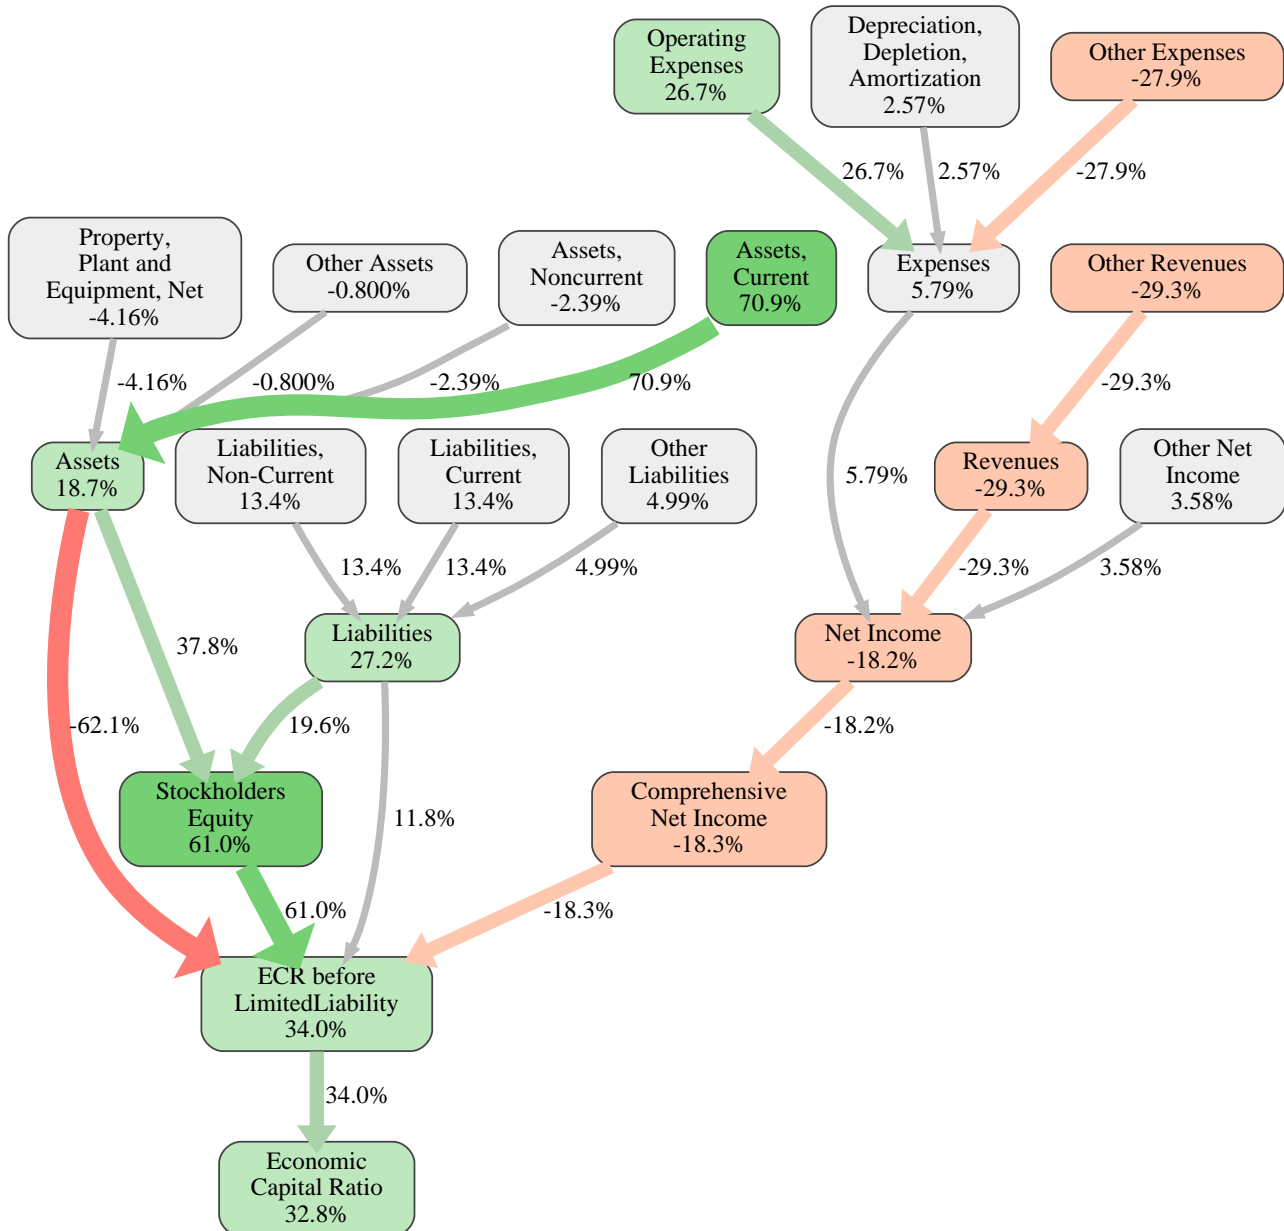 Operating
Expenses
26.7%
Depreciation,
Depletion,
Amortization
2.57%
Other Expenses
-27.9%
26.7%
2.57%
-27.9%
Property,
Plant and
Equipment, Net
-4.16%
Other Assets
-0.800%
Assets,
Noncurrent
-2.39%
Assets,
Current
70.9%
Expenses
5.79%
Other Revenues
-29.3%
-4.16%
-0.800%
-2.39%
70.9%
-29.3%
Assets
18.7%
Liabilities,
Non-Current
13.4%
Liabilities,
Current
13.4%
Other
Liabilities
4.99%
5.79%
Revenues
-29.3%
Other Net
Income
3.58%
13.4%
13.4%
4.99%
-29.3%
3.58%
37.8%
Liabilities
27.2%
Net Income
-18.2%
-62.1%
19.6%
-18.2%
Stockholders
Equity
61.0%
11.8%
Comprehensive
Net Income
-18.3%
61.0%
-18.3%
ECR before
LimitedLiability
34.0%
34.0%
Economic
Capital Ratio
32.8%